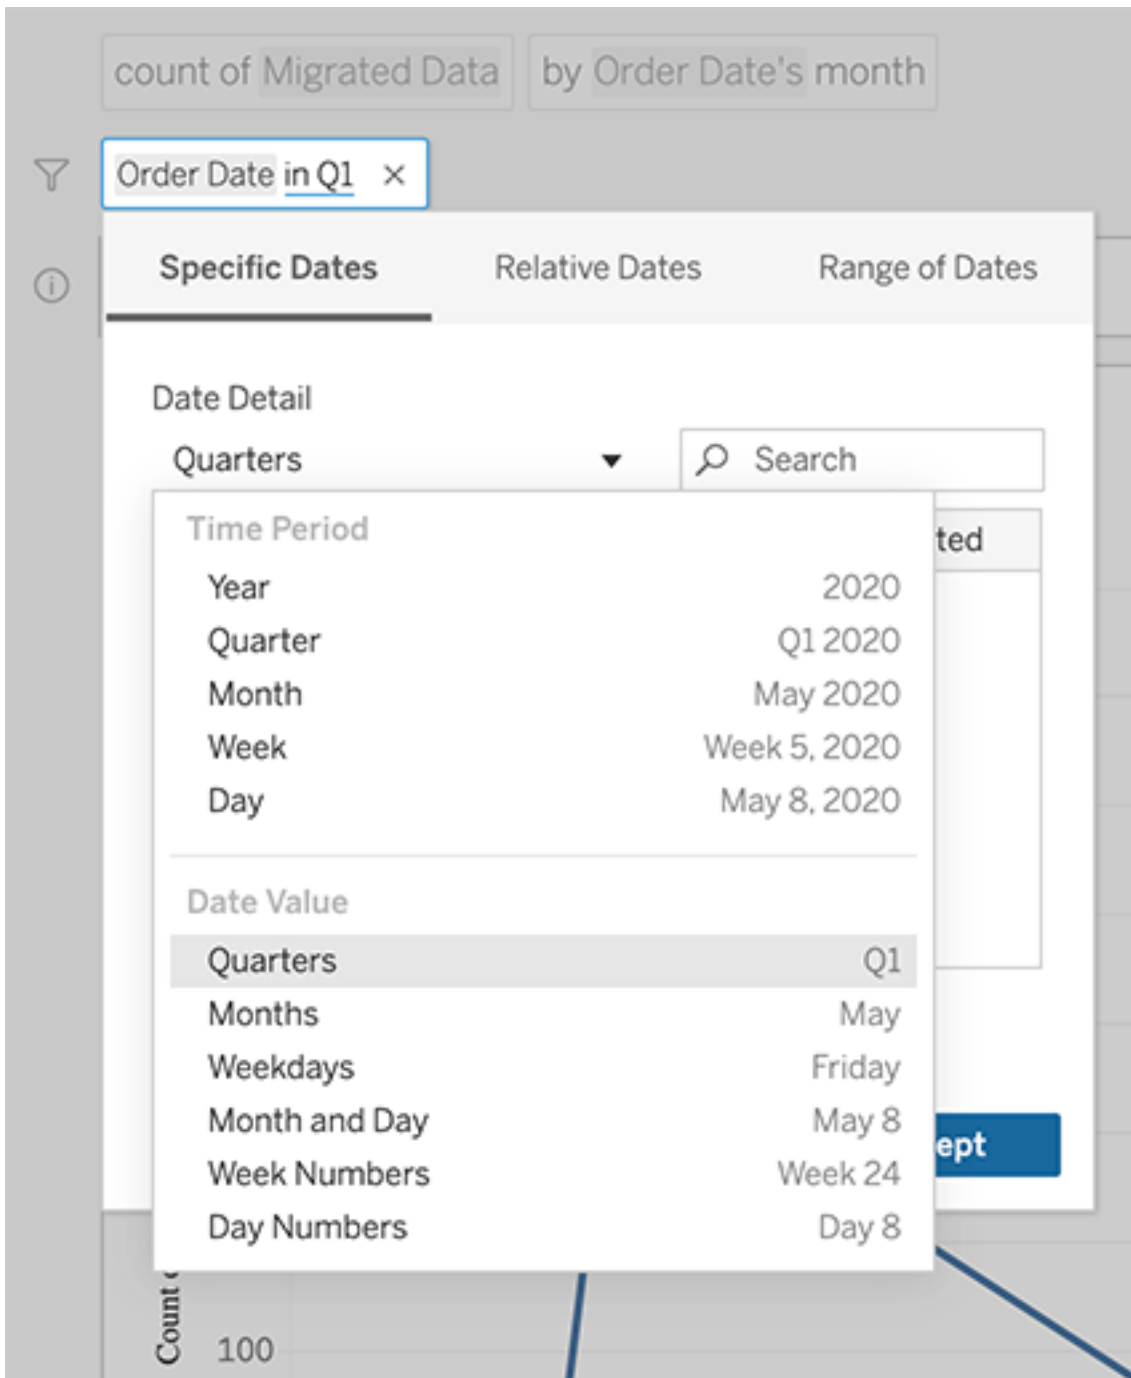 count of Migrated Data by Order Date's month
Order Date in Q1 ×
Specific Dates Relative Dates Range of Dates
Date Detail
Quarters Search
Time Period
ted
Year 2020
Quarter Q1 2020
Month May 2020
Week Week 5, 2020
Day May 8, 2020
Date Value
Quarters Q1
Months May
Weekdays Friday
Month and Day May 8
ept
Week Numbers Week 24
Day Numbers Day 8
Count
100